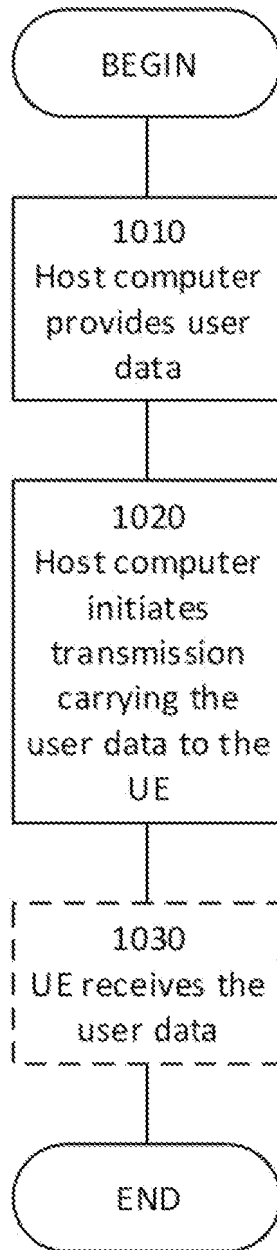 BEGIN
1010
Host computer
provides user
data
1020
Host computer
initiates
transmission
carrying the
user data to the
UE
1030
UE receives the
user data
END